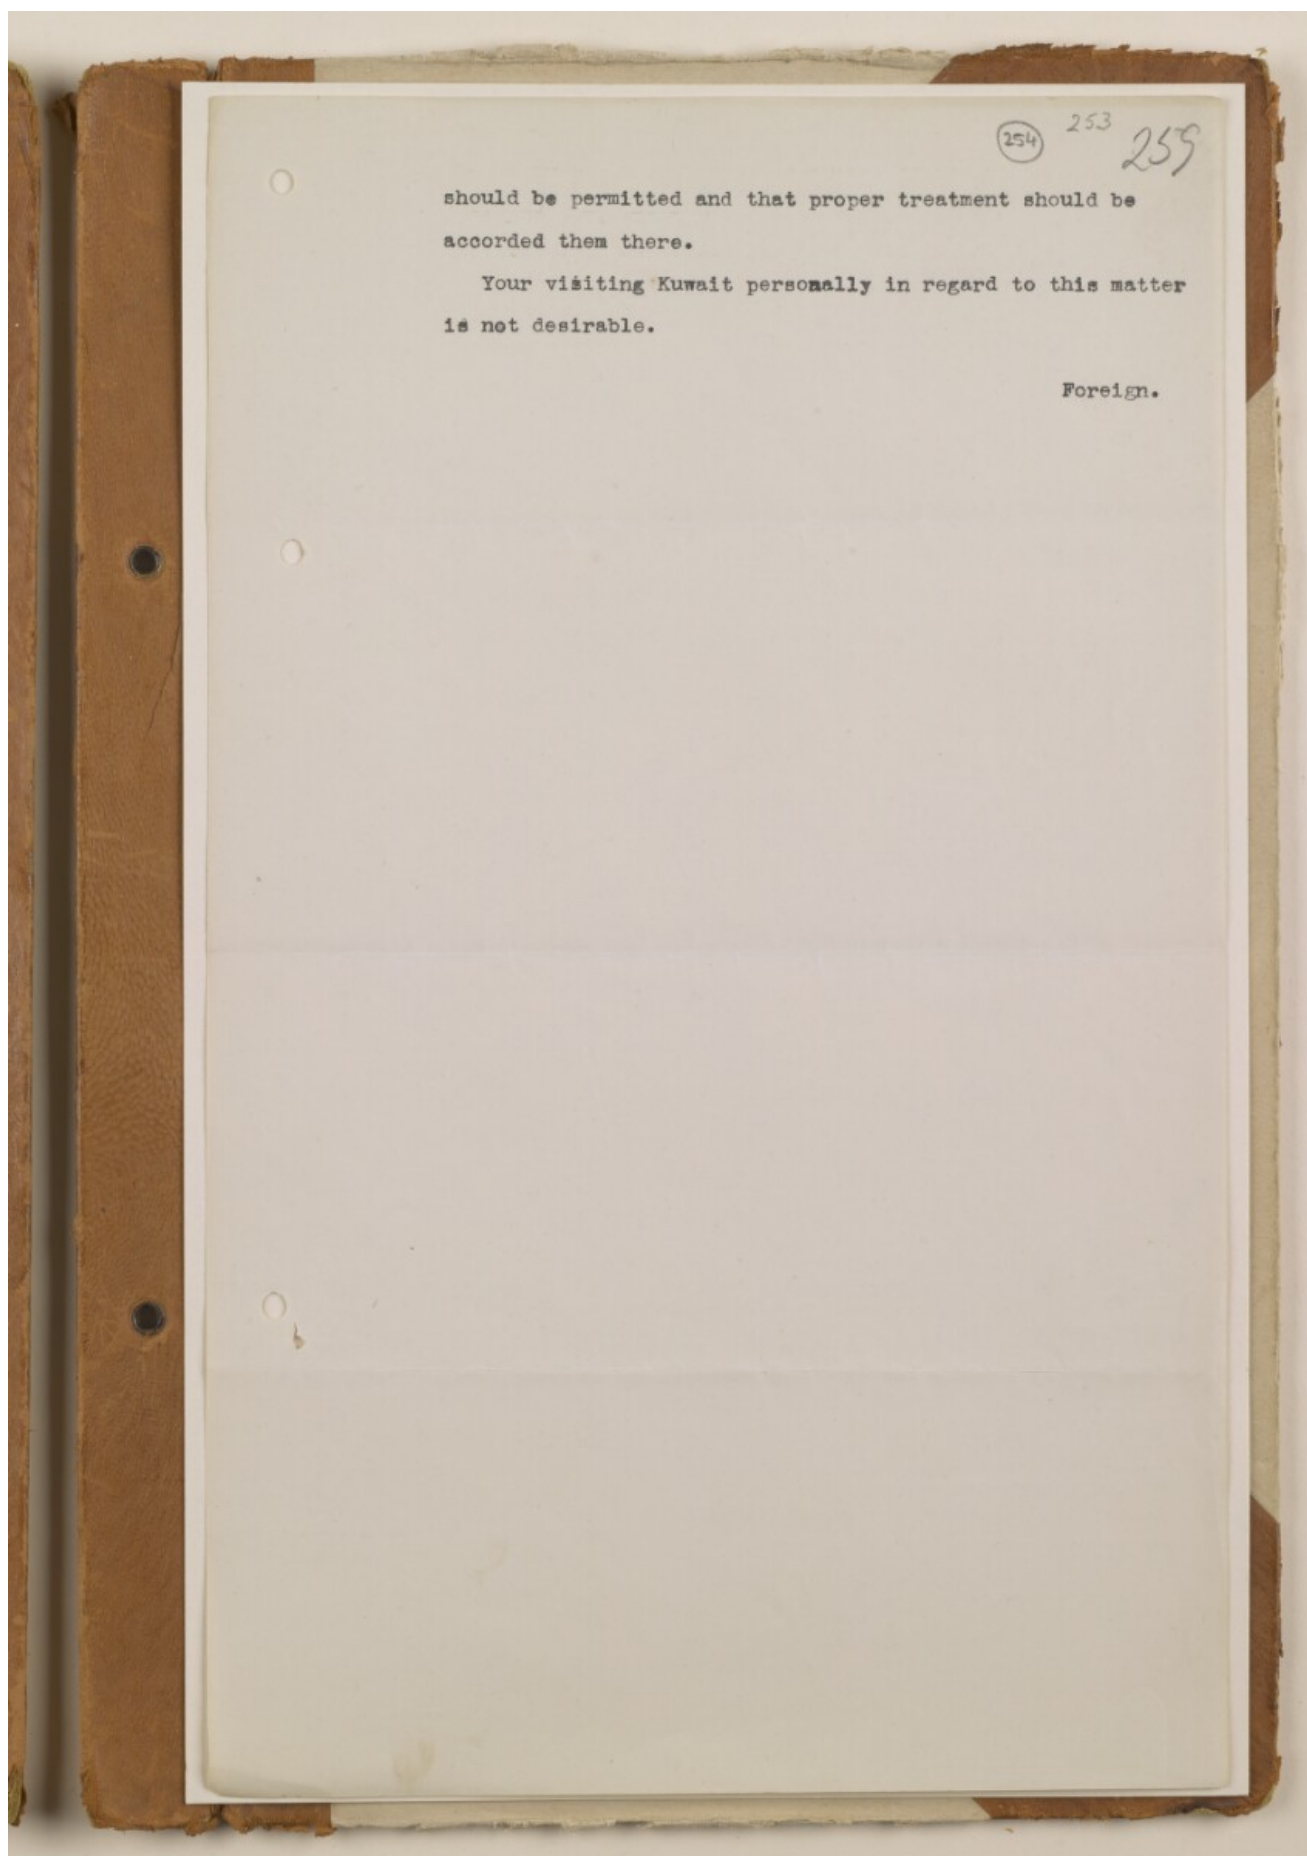 254 253 259
should be permitted and that proper treatment should be
accorded them there.
Your visiting Kuwait personally in regard to this matter
is not desirable.
Foreign.